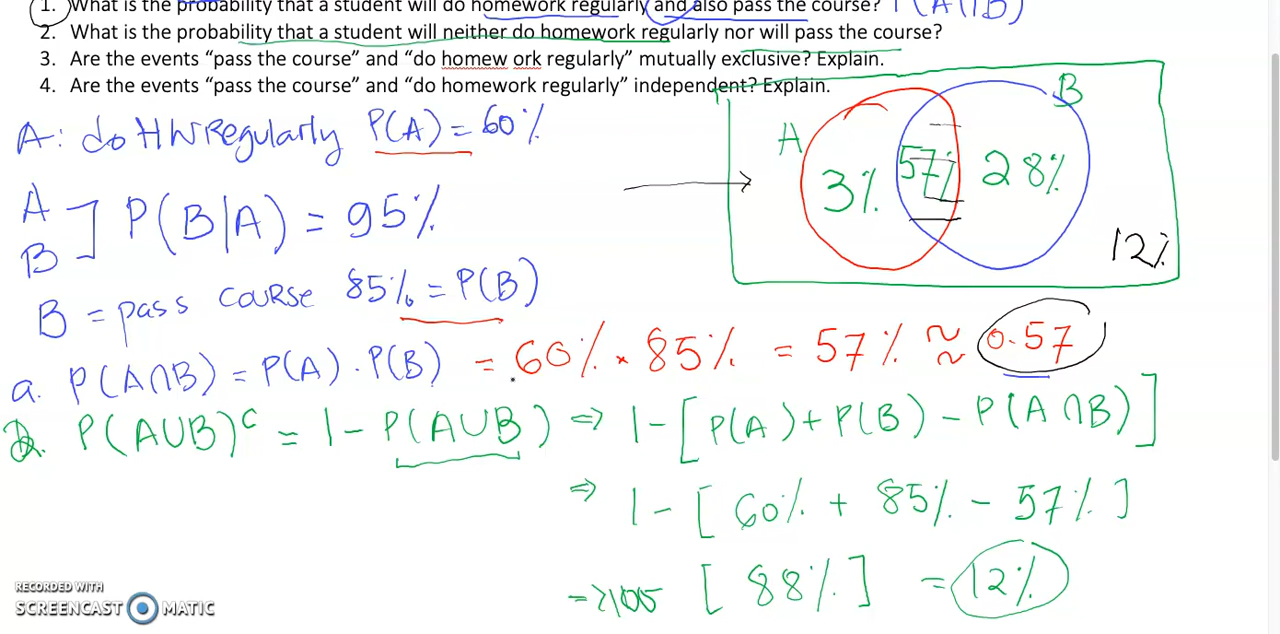 1. What is the probability that a student will do homework regularly and also pass the course? P(A∩B)
2. What is the probability that a student will neither do homework regularly nor will pass the course?
3. Are the events “pass the course” and “do homew ork regularly” mutually exclusive? Explain.
4. Are the events “pass the course” and “do homework regularly” independent? Explain.
A: do HW Regularly P(A) = 60%
A
B
] P(B|A) = 95%
B = pass course 85% = P(B)
A
B
3% 57% 28%
12%
a. P(A∩B) = P(A) . P(B) = 60% * 85% = 57% ≈ 0.57
P(A∪B)ᶜ = 1 - P(A∪B) ⇒ 1 - [P(A) + P(B) - P(A∩B)]
⇒ 1 - [60% + 85% - 57%]
⇒ 100 [88%] = 12%
RECORDED WITH
SCREENCAST MATIC